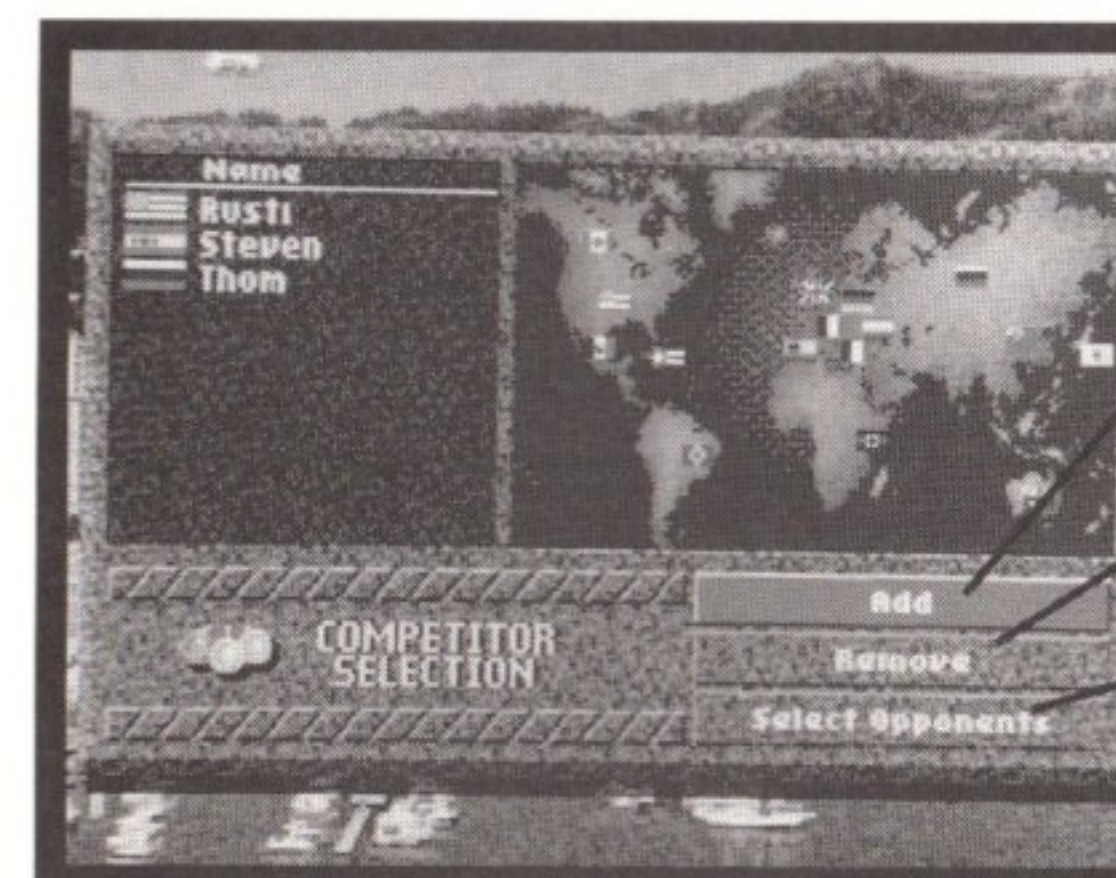 Name
Rusti
Steven
Thom
COMPETITOR
SELECTION
Add
Remove
Select Opponents